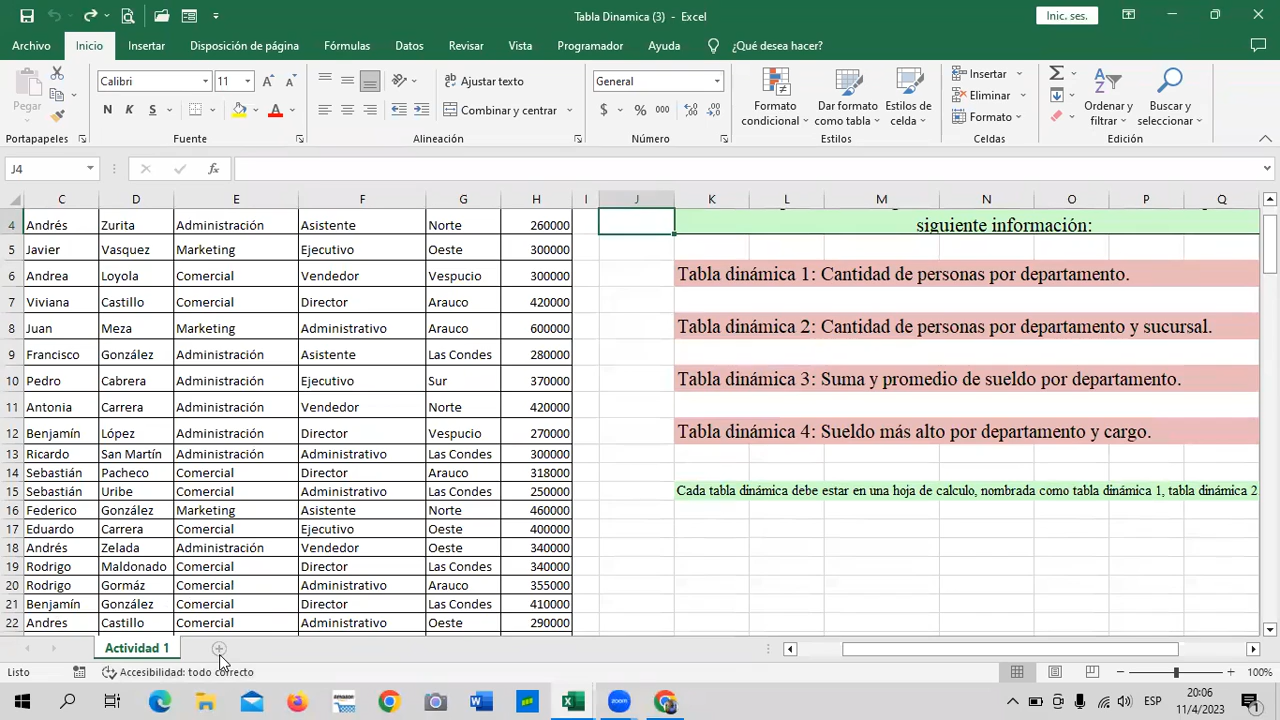 Tabla Dinamica (3) - Excel
Inic. ses.
Archivo Inicio Insertar Disposición de página Fórmulas Datos Revisar Vista Programador Ayuda ¿Qué desea hacer?
Pegar
Calibri 11
N K S
Ajustar texto
Combinar y centrar
General
$ % 000
Formato condicional
Dar formato como tabla
Estilos de celda
Insertar
Eliminar
Formato
Ordenar y filtrar
Buscar y seleccionar
Portapapeles Fuente Alineación Número Estilos Celdas Edición
J4 fx
C D E F G H I J K L M N O P Q
4 Andrés Zurita Administración Asistente Norte 260000 siguiente información:
5 Javier Vasquez Marketing Ejecutivo Oeste 300000
6 Andrea Loyola Comercial Vendedor Vespucio 300000 Tabla dinámica 1: Cantidad de personas por departamento.
7 Viviana Castillo Comercial Director Arauco 420000
8 Juan Meza Marketing Administrativo Arauco 600000 Tabla dinámica 2: Cantidad de personas por departamento y sucursal.
9 Francisco González Administración Asistente Las Condes 280000
10 Pedro Cabrera Administración Ejecutivo Sur 370000 Tabla dinámica 3: Suma y promedio de sueldo por departamento.
11 Antonia Carrera Administración Vendedor Norte 420000
12 Benjamín López Administración Director Vespucio 270000 Tabla dinámica 4: Sueldo más alto por departamento y cargo.
13 Ricardo San Martín Administración Administrativo Las Condes 300000
14 Sebastián Pacheco Comercial Director Arauco 318000
15 Sebastián Uribe Comercial Administrativo Las Condes 250000 Cada tabla dinámica debe estar en una hoja de calculo, nombrada como tabla dinámica 1, tabla dinámica 2
16 Federico González Marketing Asistente Norte 460000
17 Eduardo Carrera Comercial Ejecutivo Oeste 400000
18 Andrés Zelada Administración Vendedor Oeste 340000
19 Rodrigo Maldonado Comercial Director Las Condes 340000
20 Rodrigo Gormáz Comercial Administrativo Arauco 355000
21 Benjamín González Comercial Director Las Condes 410000
22 Andres Castillo Comercial Administrativo Oeste 290000
Actividad 1
Listo Accesibilidad: todo correcto 100%
ESP 20:06
11/4/2023